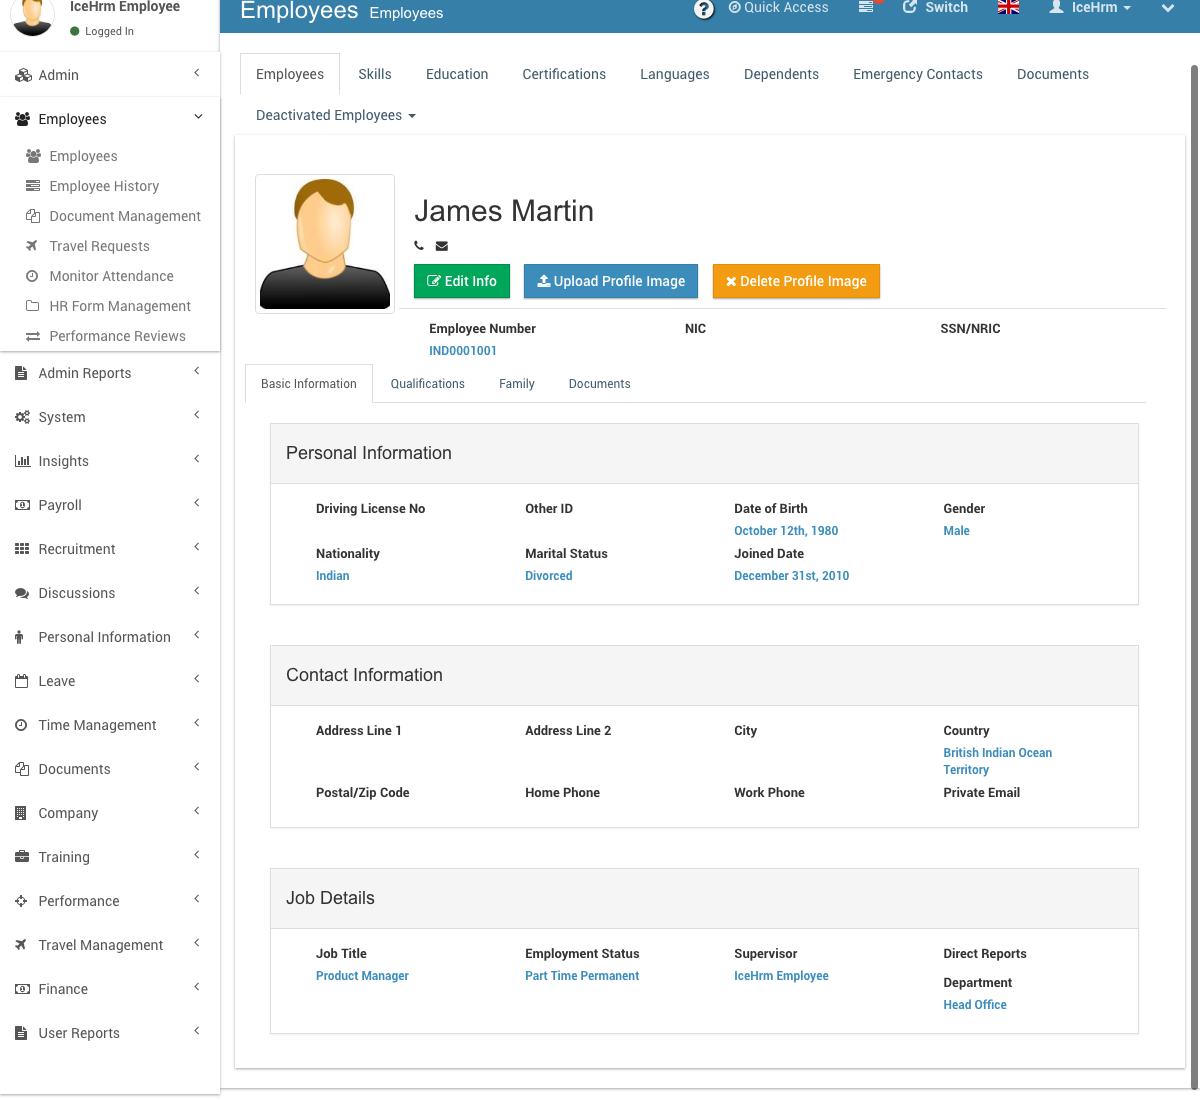 IceHrm Employee
Logged In
Employees Employees
Quick Access
Switch
IceHrm
Admin
Employees
Employees
Employee History
Document Management
Travel Requests
Monitor Attendance
HR Form Management
Performance Reviews
Admin Reports
System
Insights
Payroll
Recruitment
Discussions
Personal Information
Leave
Time Management
Documents
Company
Training
Performance
Travel Management
Finance
User Reports
Employees Skills Education Certifications Languages Dependents Emergency Contacts Documents
Deactivated Employees
James Martin
Edit Info Upload Profile Image Delete Profile Image
Employee Number NIC SSN/NRIC
IND0001001
Basic Information Qualifications Family Documents
Personal Information
Driving License No Other ID Date of Birth Gender
October 12th, 1980 Male
Nationality Marital Status Joined Date
Indian Divorced December 31st, 2010
Contact Information
Address Line 1 Address Line 2 City Country
British Indian Ocean
Territory
Postal/Zip Code Home Phone Work Phone Private Email
Job Details
Job Title Employment Status Supervisor Direct Reports
Product Manager Part Time Permanent IceHrm Employee
Department
Head Office